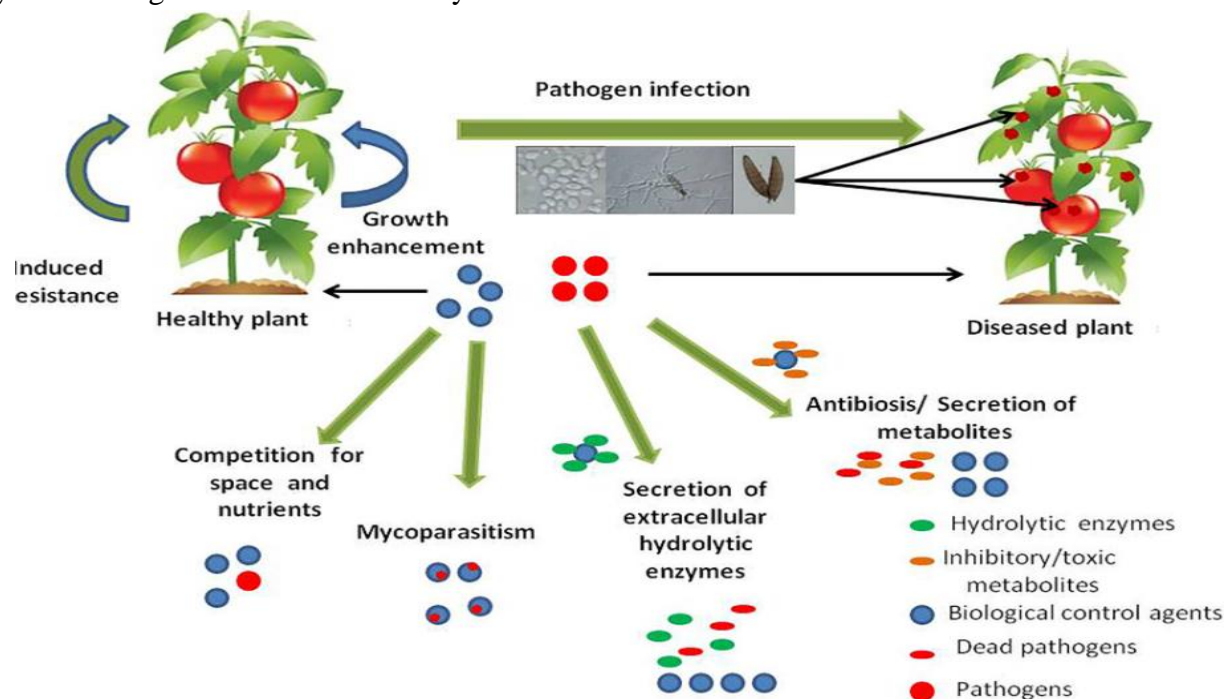 Pathogen infection
Growth
enhancement
Induced
esistance
Healthy plant
Diseased plant
Antibiosis/ Secretion of
metabolites
Competition for
space and
nutrients
Mycoparasitism
Secretion of
extracellular
hydrolytic
enzymes
Hydrolytic enzymes
Inhibitory/toxic
metabolites
Biological control agents
Dead pathogens
Pathogens